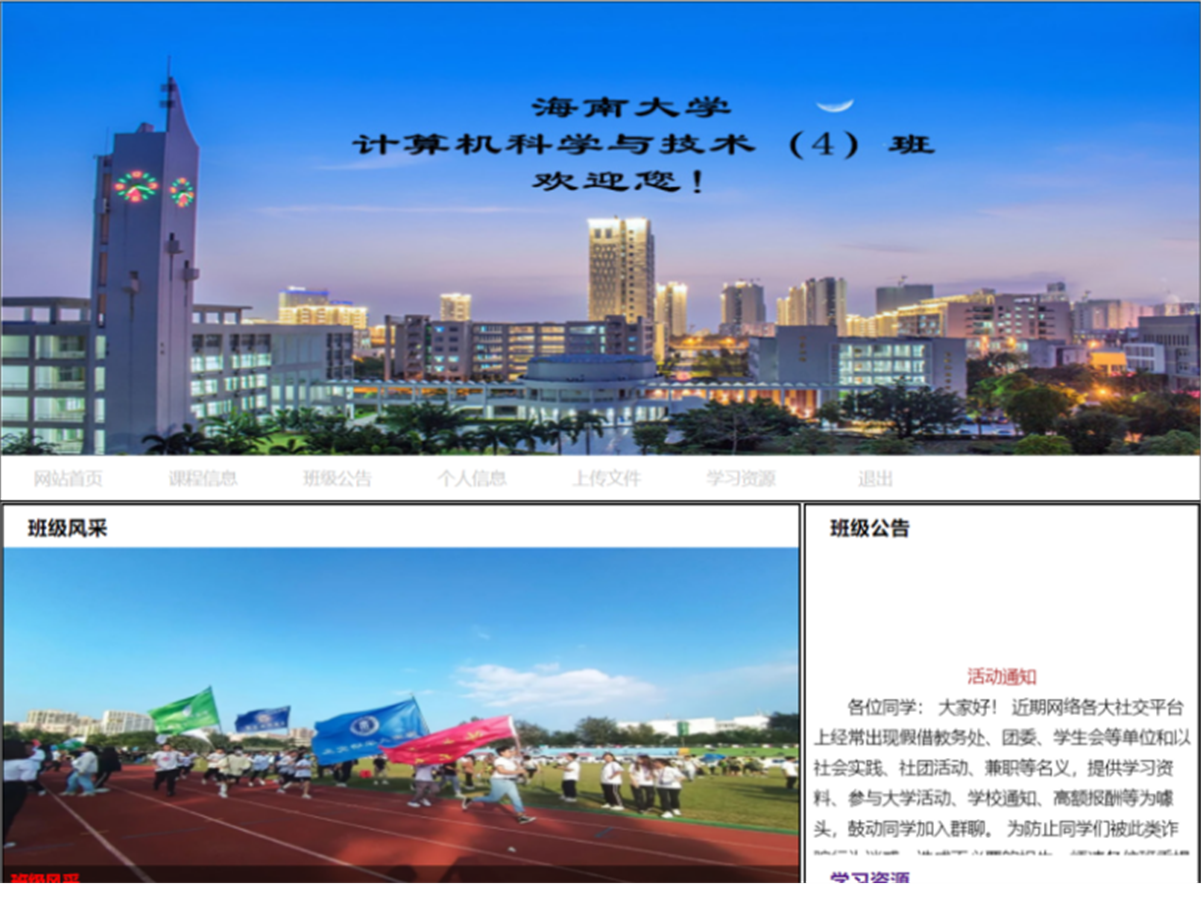 海南大学
计算机科学与技术（4）班
欢迎您！
网站首页 课程信息 班级公告 个人信息 上传文件 学习资源 退出
班级风采
班级公告
活动通知
各位同学： 大家好！ 近期网络各大社交平台
上经常出现假借教务处、团委、学生会等单位和以
社会实践、社团活动、兼职等名义，提供学习资
料、参与大学活动、学校通知、高额报酬等为噱
头，鼓动同学加入群聊。 为防止同学们被此类诈
班级风采
学习资源